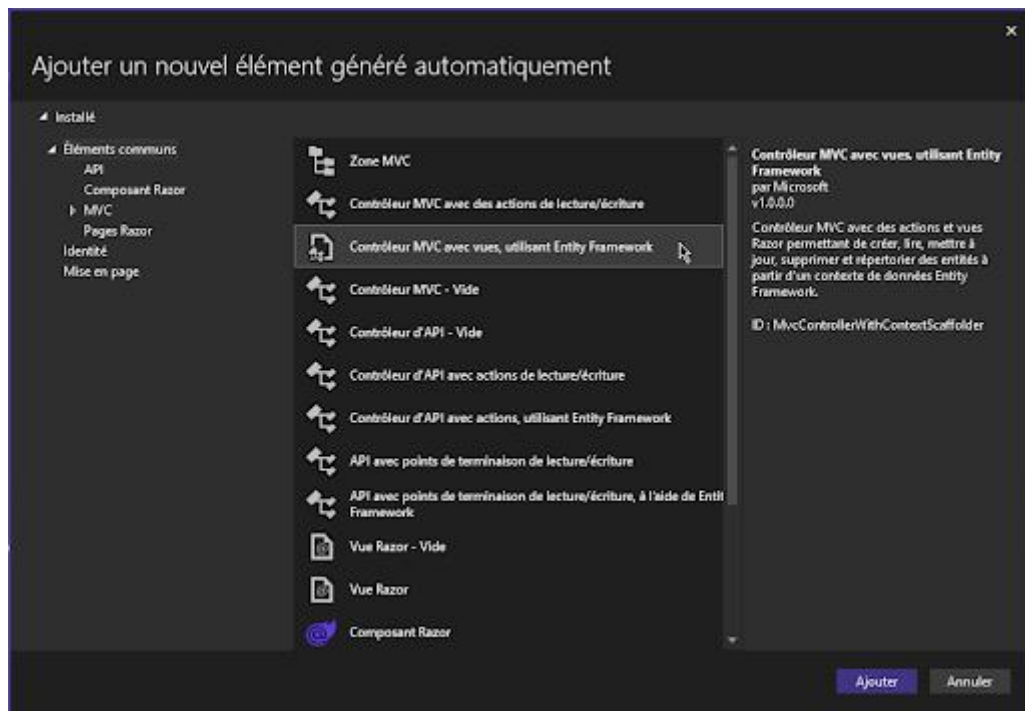 Ajouter un nouvel élément généré automatiquement
Installé
Éléments communs
API
Composant Razor
MVC
Pages Razor
Identité
Mise en page
Zone MVC
Contrôleur MVC avec des actions de lecture/écriture
Contrôleur MVC avec vues, utilisant Entity Framework
Contrôleur MVC - Vide
Contrôleur d'API - Vide
Contrôleur d'API avec actions de lecture/écriture
Contrôleur d'API avec actions, utilisant Entity Framework
API avec points de terminaison de lecture/écriture
API avec points de terminaison de lecture/écriture, à l'aide de Entit
Framework
Vue Razor - Vide
Vue Razor
Composant Razor
Contrôleur MVC avec vues, utilisant Entity
Framework
par Microsoft
v1.0.0.0
Contrôleur MVC avec des actions et vues
Razor permettant de créer, lire, mettre à
jour, supprimer et répertorier des entités à
partir d'un contexte de données Entity
Framework.
ID : MvcControllerWithContextScaffolder
Ajouter
Annuler